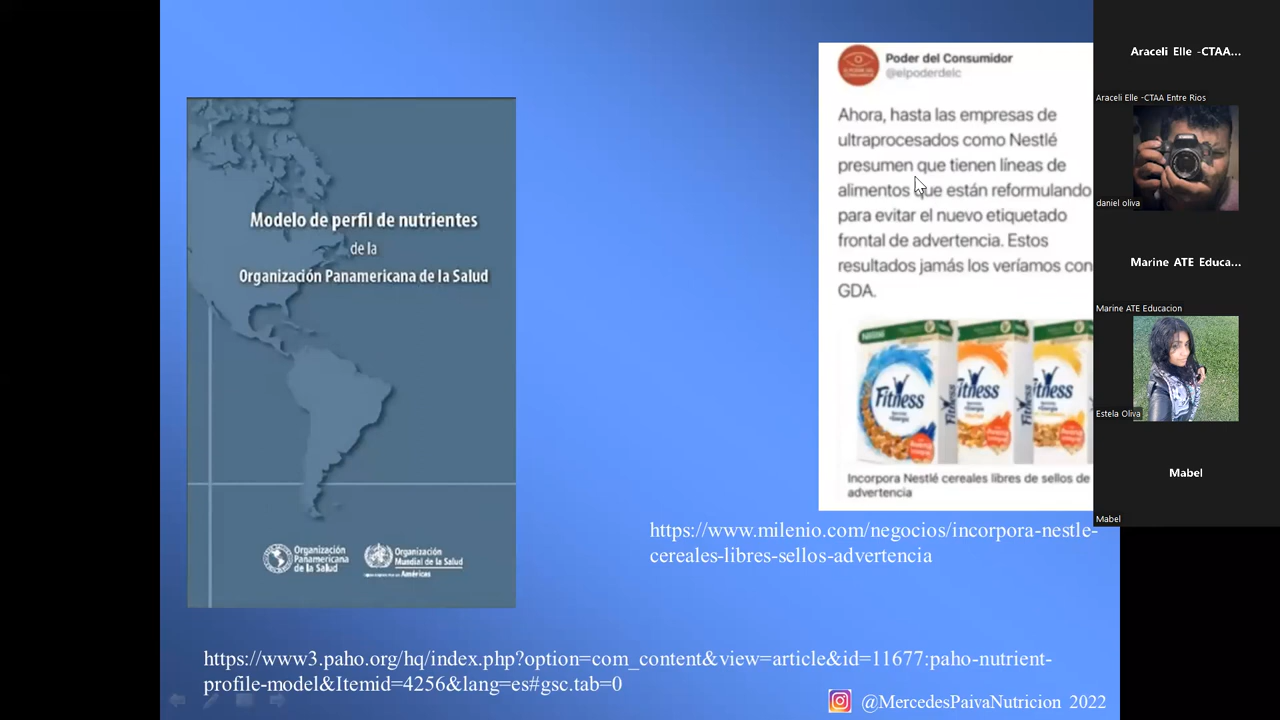 Modelo de perfil de nutrientes
de la
Organización Panamericana de la Salud
Organización
Panamericana
de la Salud
Organización
Mundial de la Salud
Américas
Poder del Consumidor
@elpoderdelc
Ahora, hasta las empresas de
ultraprocesados como Nestlé
presumen que tienen líneas de
alimentos que están reformulando
para evitar el nuevo etiquetado
frontal de advertencia. Estos
resultados jamás los veríamos con
GDA.
Nestlé
Fitness
Fitness
Fitness
Incorpora Nestlé cereales libres de sellos de
advertencia
https://www.milenio.com/negocios/incorpora-nestle-
cereales-libres-sellos-advertencia
https://www3.paho.org/hq/index.php?option=com_content&view=article&id=11677:paho-nutrient-
profile-model&Itemid=4256&lang=es#gsc.tab=0
@MercedesPaivaNutricion 2022
Araceli Elle -CTAA...
Araceli Elle -CTAA Entre Rios
daniel oliva
Marine ATE Educa...
Marine ATE Educacion
Estela Oliva
Mabel
Mabel